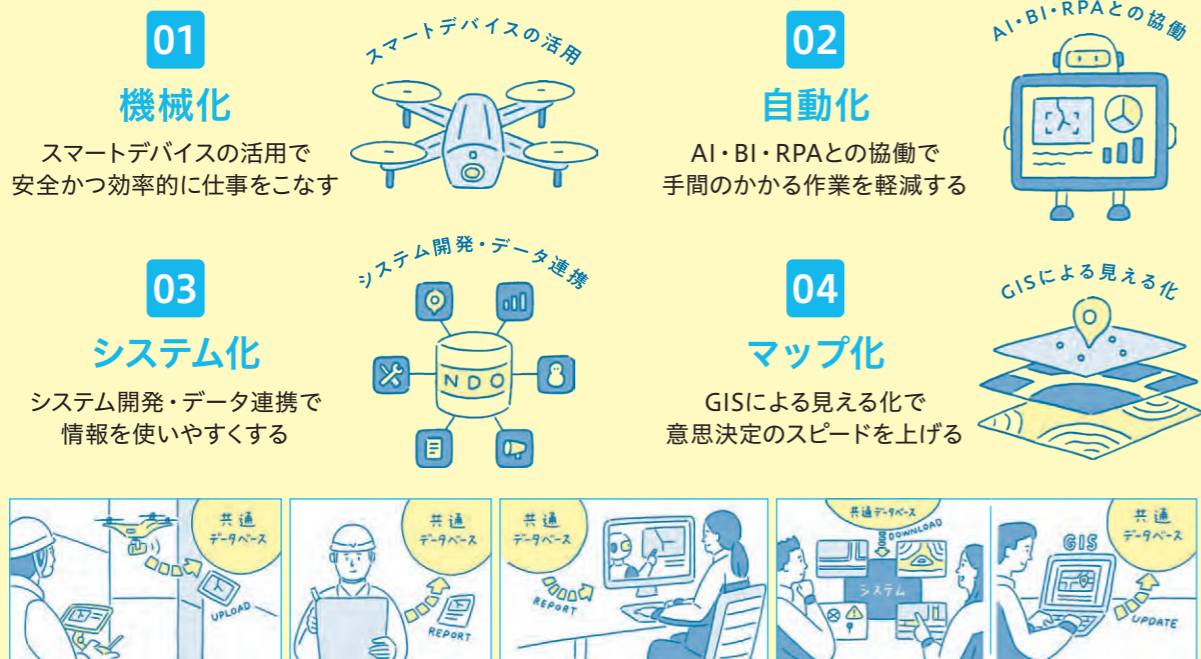 01
スマートデバイスの活用
機械化
スマートデバイスの活用で
安全かつ効率的に仕事をこなす
02
AI・BI・RPAとの協働
自動化
AI・BI・RPAとの協働で
手間のかかる作業を軽減する
03
システム開発・データ連携
システム化
システム開発・データ連携で
情報を使いやすくする
NDO
04
GISによる見える化
マップ化
GISによる見える化で
意思決定のスピードを上げる
共通
データベース
UPLOAD
共通
データベース
REPORT
共通
データベース
REPORT
共通データベース
DOWNLOAD
システム
GIS
共通
データベース
UPDATE